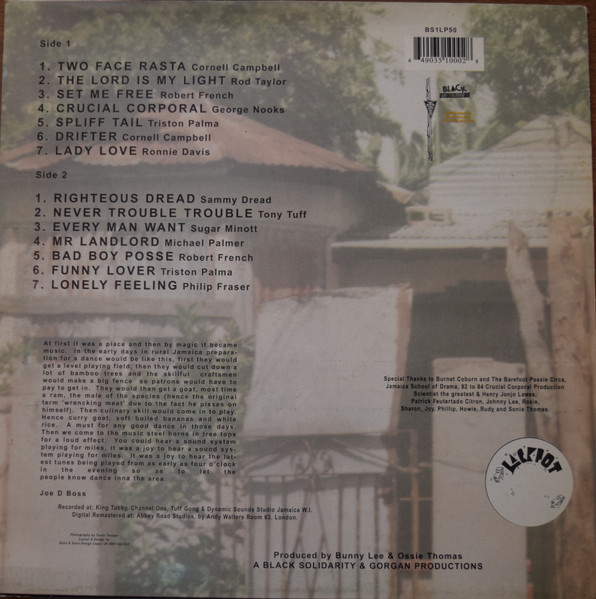 Side 1
1. TWO FACE RASTA Cornell Campbell
2. THE LORD IS MY LIGHT Rod Taylor
3. SET ME FREE Robert French
4. CRUCIAL CORPORAL George Nooks
5. SPLIFF TAIL Triston Palma
6. DRIFTER Cornell Campbell
7. LADY LOVE Ronnie Davis
Side 2
1. RIGHTEOUS DREAD Sammy Dread
2. NEVER TROUBLE TROUBLE Tony Tuff
3. EVERY MAN WANT Sugar Minott
4. MR LANDLORD Michael Palmer
5. BAD BOY POSSE Robert French
6. FUNNY LOVER Triston Palma
7. LONELY FEELING Philip Fraser
BS1LP50
49033 10002
BLACK
At first it was a place and then by magic it became
music. In the early days in rural Jamaica prepara-
tion for a dance would be like this, first they would
get a level playing field, then they would cut down a
lot of bamboo trees and the skillful craftsmen
would make a big fence so patrons would have to
pay to get in. They would then get a goat, most time
a ram, the male of the species (hence the original
term 'wrencking meat' due to the fact he pisses on
himself). Then culinary skill would come in to play.
Hence curry goat, soft boiled bananas and white
rice. A must for any good dance in those days.
Then we come to the music steel horns in tree tops
for a loud effect. You could hear a sound system
playing for miles, it was a joy to hear a sound sys-
tem playing for miles. It was a joy to hear the lat-
est tunes being played from as early as four o'clock
in the evening so as to let the
people know dance inna the area.
Joe D Boss
Recorded at: King Tubby, Channel One, Tuff Gong & Dynamic Sounds Studio Jamaica W.I.
Digital Remastered at: Abbey Road Studios, by Andy Walters Room 63, London.
Special Thanks to Burnet Coburn and The Barefoot Possie Circa,
Jamaica School of Drama, 82 to 84 Crucial Corporal Production
Scientist the greatest & Henry Junjo Lawes,
Patrick Feutartado Citron, Johnny Lee, Rosie,
Sharon, Joy, Phillip, Howie, Rudy and Sonia Thomas.
JACKPOT
Produced by Bunny Lee & Ossie Thomas
A BLACK SOLIDARITY & GORGAN PRODUCTIONS